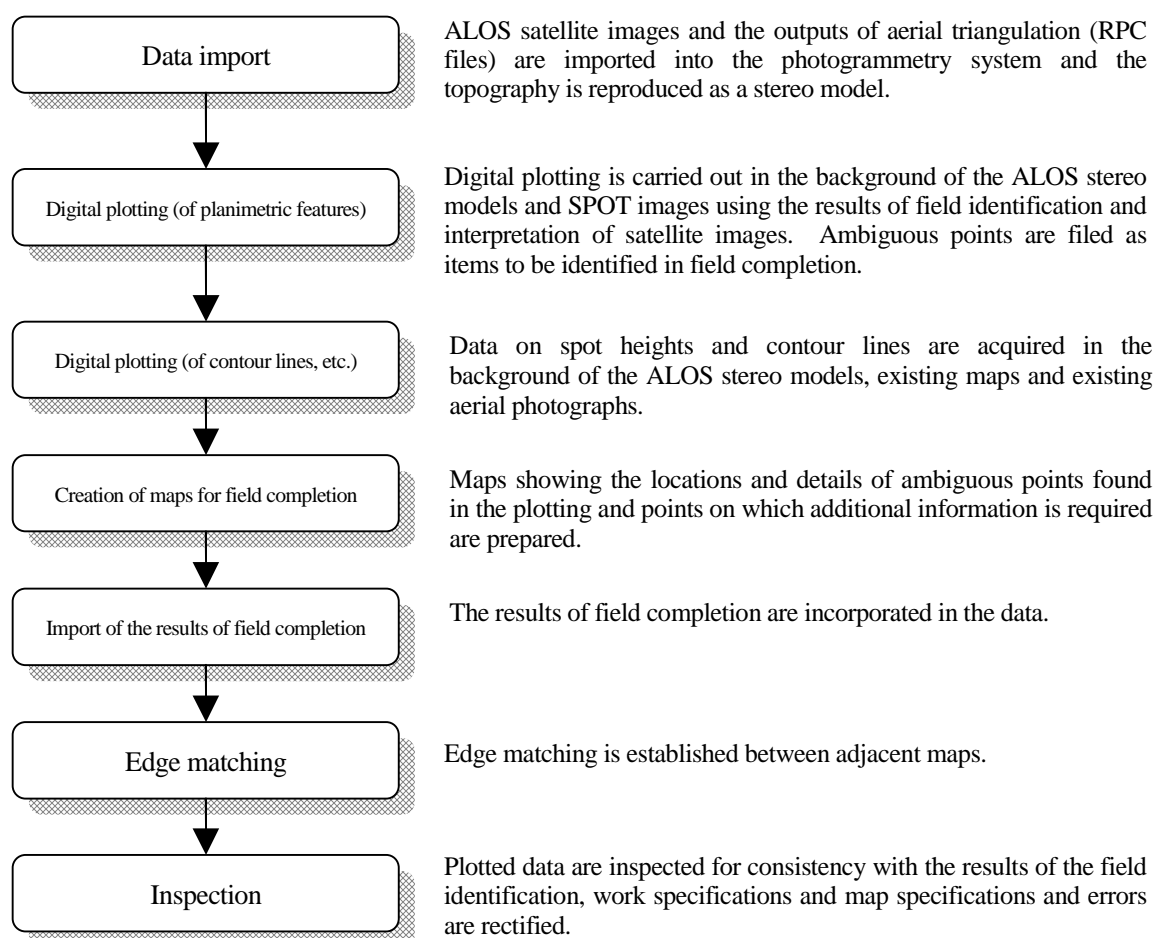 Data import
ALOS satellite images and the outputs of aerial triangulation (RPC
files) are imported into the photogrammetry system and the
topography is reproduced as a stereo model.
Digital plotting (of planimetric features)
Digital plotting is carried out in the background of the ALOS stereo
models and SPOT images using the results of field identification and
interpretation of satellite images. Ambiguous points are filed as
items to be identified in field completion.
Digital plotting (of contour lines, etc.)
Data on spot heights and contour lines are acquired in the
background of the ALOS stereo models, existing maps and existing
aerial photographs.
Creation of maps for field completion
Maps showing the locations and details of ambiguous points found
in the plotting and points on which additional information is required
are prepared.
Import of the results of field completion
The results of field completion are incorporated in the data.
Edge matching
Edge matching is established between adjacent maps.
Inspection
Plotted data are inspected for consistency with the results of the field
identification, work specifications and map specifications and errors
are rectified.